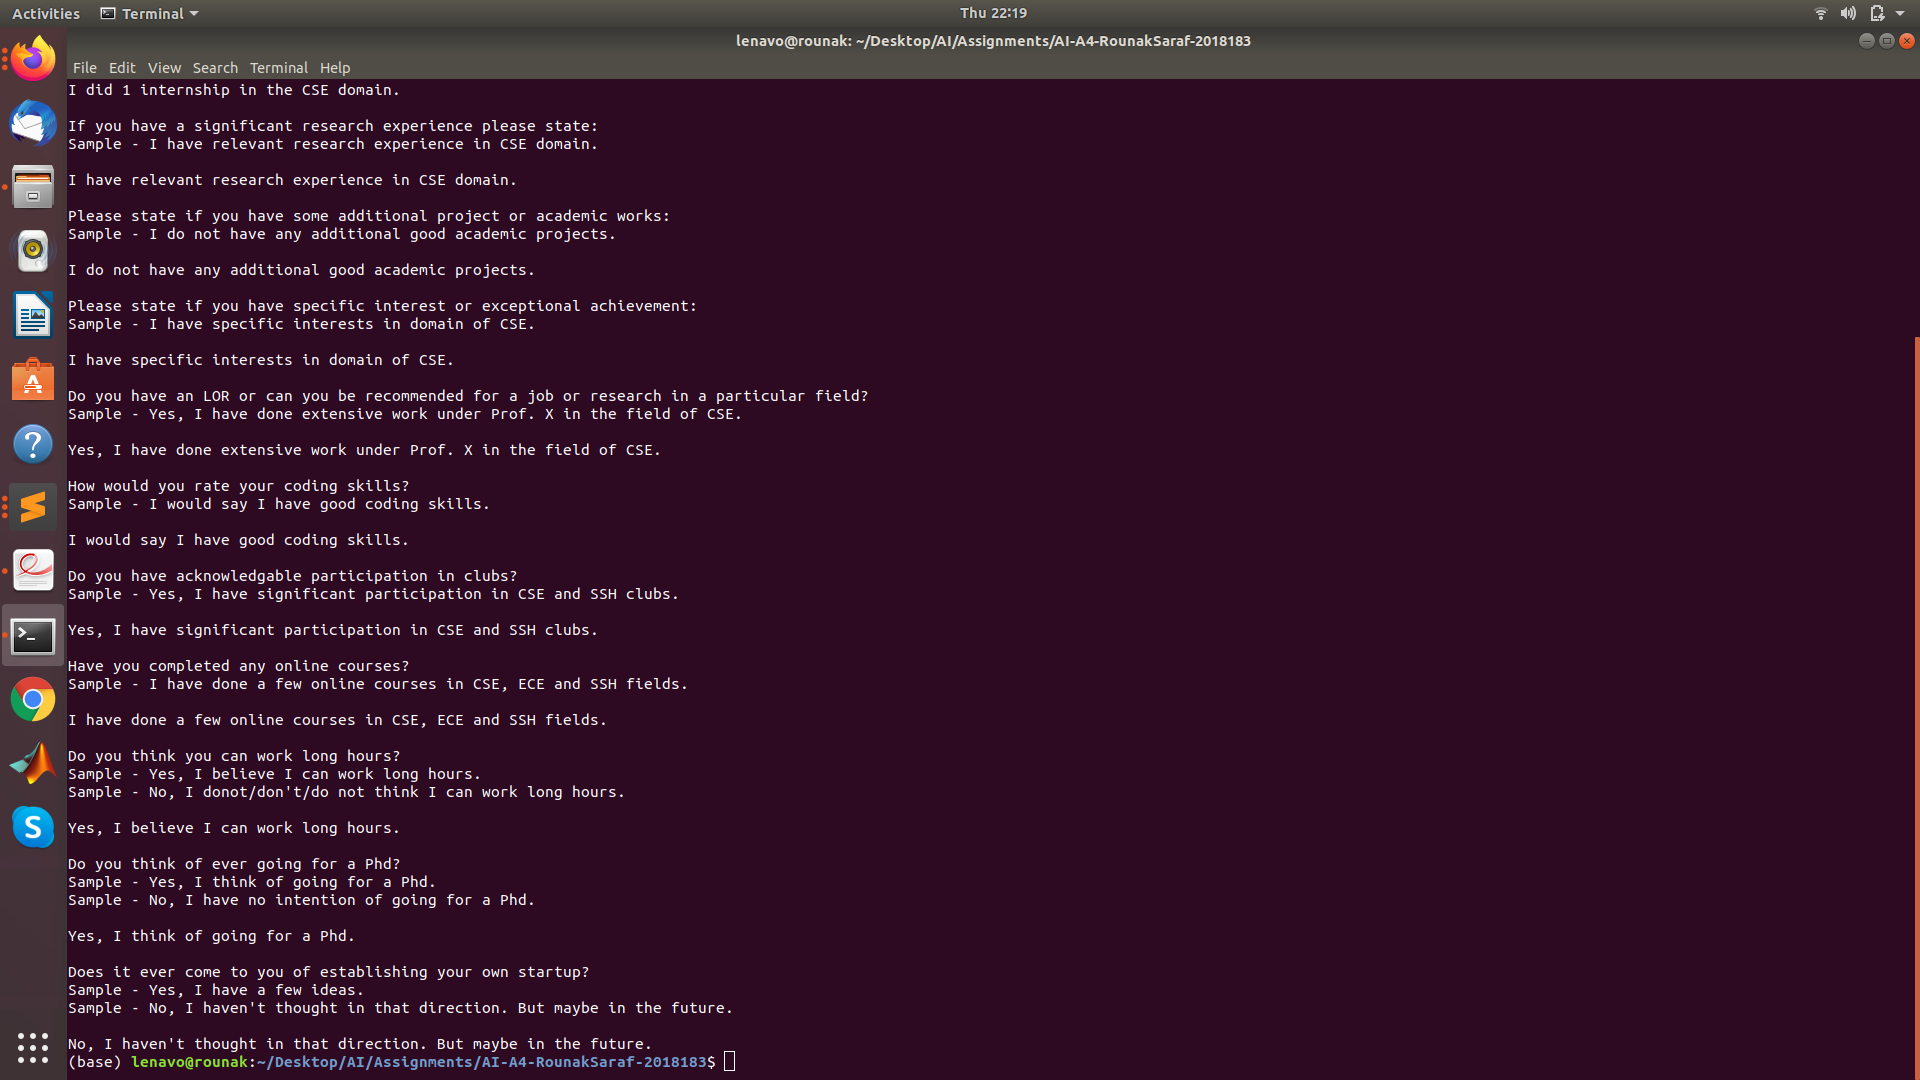 Activities Terminal Thu 22:19
lenavo@rounak: ~/Desktop/AI/Assignments/AI-A4-RounakSaraf-2018183
File Edit View Search Terminal Help
I did 1 internship in the CSE domain.
If you have a significant research experience please state:
Sample - I have relevant research experience in CSE domain.
I have relevant research experience in CSE domain.
Please state if you have some additional project or academic works:
Sample - I do not have any additional good academic projects.
I do not have any additional good academic projects.
Please state if you have specific interest or exceptional achievement:
Sample - I have specific interests in domain of CSE.
I have specific interests in domain of CSE.
Do you have an LOR or can you be recommended for a job or research in a particular field?
Sample - Yes, I have done extensive work under Prof. X in the field of CSE.
Yes, I have done extensive work under Prof. X in the field of CSE.
How would you rate your coding skills?
Sample - I would say I have good coding skills.
I would say I have good coding skills.
Do you have acknowledgable participation in clubs?
Sample - Yes, I have significant participation in CSE and SSH clubs.
Yes, I have significant participation in CSE and SSH clubs.
Have you completed any online courses?
Sample - I have done a few online courses in CSE, ECE and SSH fields.
I have done a few online courses in CSE, ECE and SSH fields.
Do you think you can work long hours?
Sample - Yes, I believe I can work long hours.
Sample - No, I donot/don't/do not think I can work long hours.
Yes, I believe I can work long hours.
Do you think of ever going for a Phd?
Sample - Yes, I think of going for a Phd.
Sample - No, I have no intention of going for a Phd.
Yes, I think of going for a Phd.
Does it ever come to you of establishing your own startup?
Sample - Yes, I have a few ideas.
Sample - No, I haven't thought in that direction. But maybe in the future.
No, I haven't thought in that direction. But maybe in the future.
(base) lenavo@rounak:~/Desktop/AI/Assignments/AI-A4-RounakSaraf-2018183$